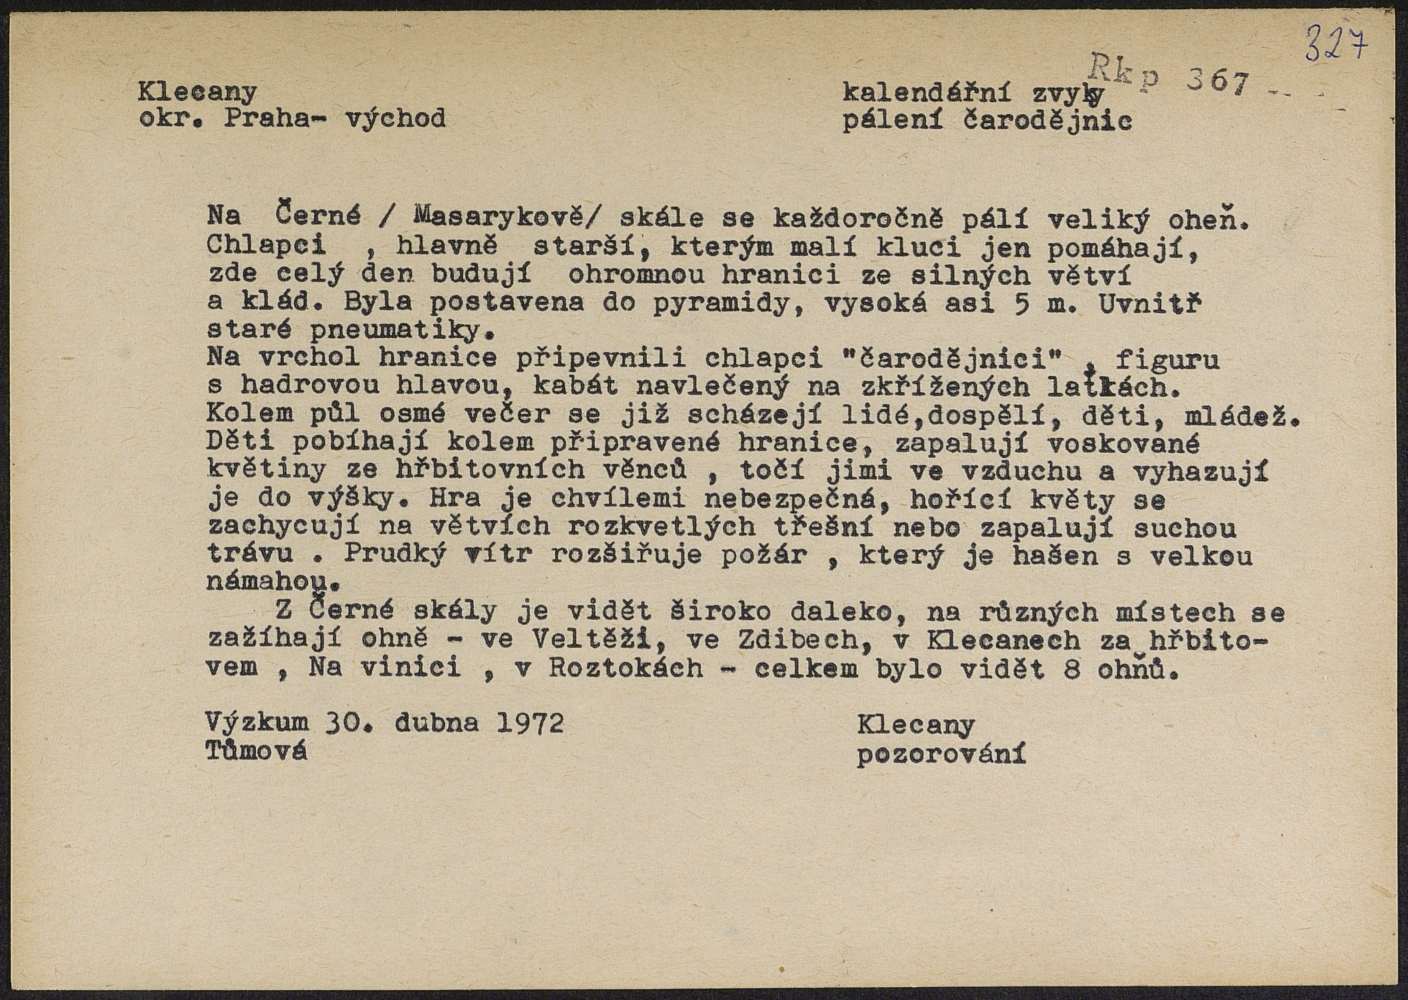 327
Rkp 367
Klecany
okr. Praha- východ
kalendářní zvyky
pálení čarodějnic
Na Černé / Masarykově/ skále se každoročně pálí veliký oheň.
Chlapci , hlavně starší, kterým malí kluci jen pomáhají,
zde celý den budují ohromnou hranici ze silných větví
a klád. Byla postavena do pyramidy, vysoká asi 5 m. Uvnitř
staré pneumatiky.
Na vrchol hranice připevnili chlapci "čarodějnici" , figuru
s hadrovou hlavou, kabát navlečený na zkřížených laťkách.
Kolem půl osmé večer se již scházejí lidé,dospělí, děti, mládež.
Děti pobíhají kolem připravené hranice, zapalují voskované
květiny ze hřbitovních věnců , točí jimi ve vzduchu a vyhazují
je do výšky. Hra je chvílemi nebezpečná, hořící květy se
zachycují na větvích rozkvetlých třešní nebo zapalují suchou
trávu . Prudký vítr rozšiřuje požár , který je hašen s velkou
námahou.
Z Černé skály je vidět široko daleko, na různých místech se
zažíhají ohně - ve Veltěži, ve Zdibech, v Klecanech za hřbito-
vem , Na vinici , v Roztokách - celkem bylo vidět 8 ohňů.
Výzkum 30. dubna 1972
Tůmová
Klecany
pozorování